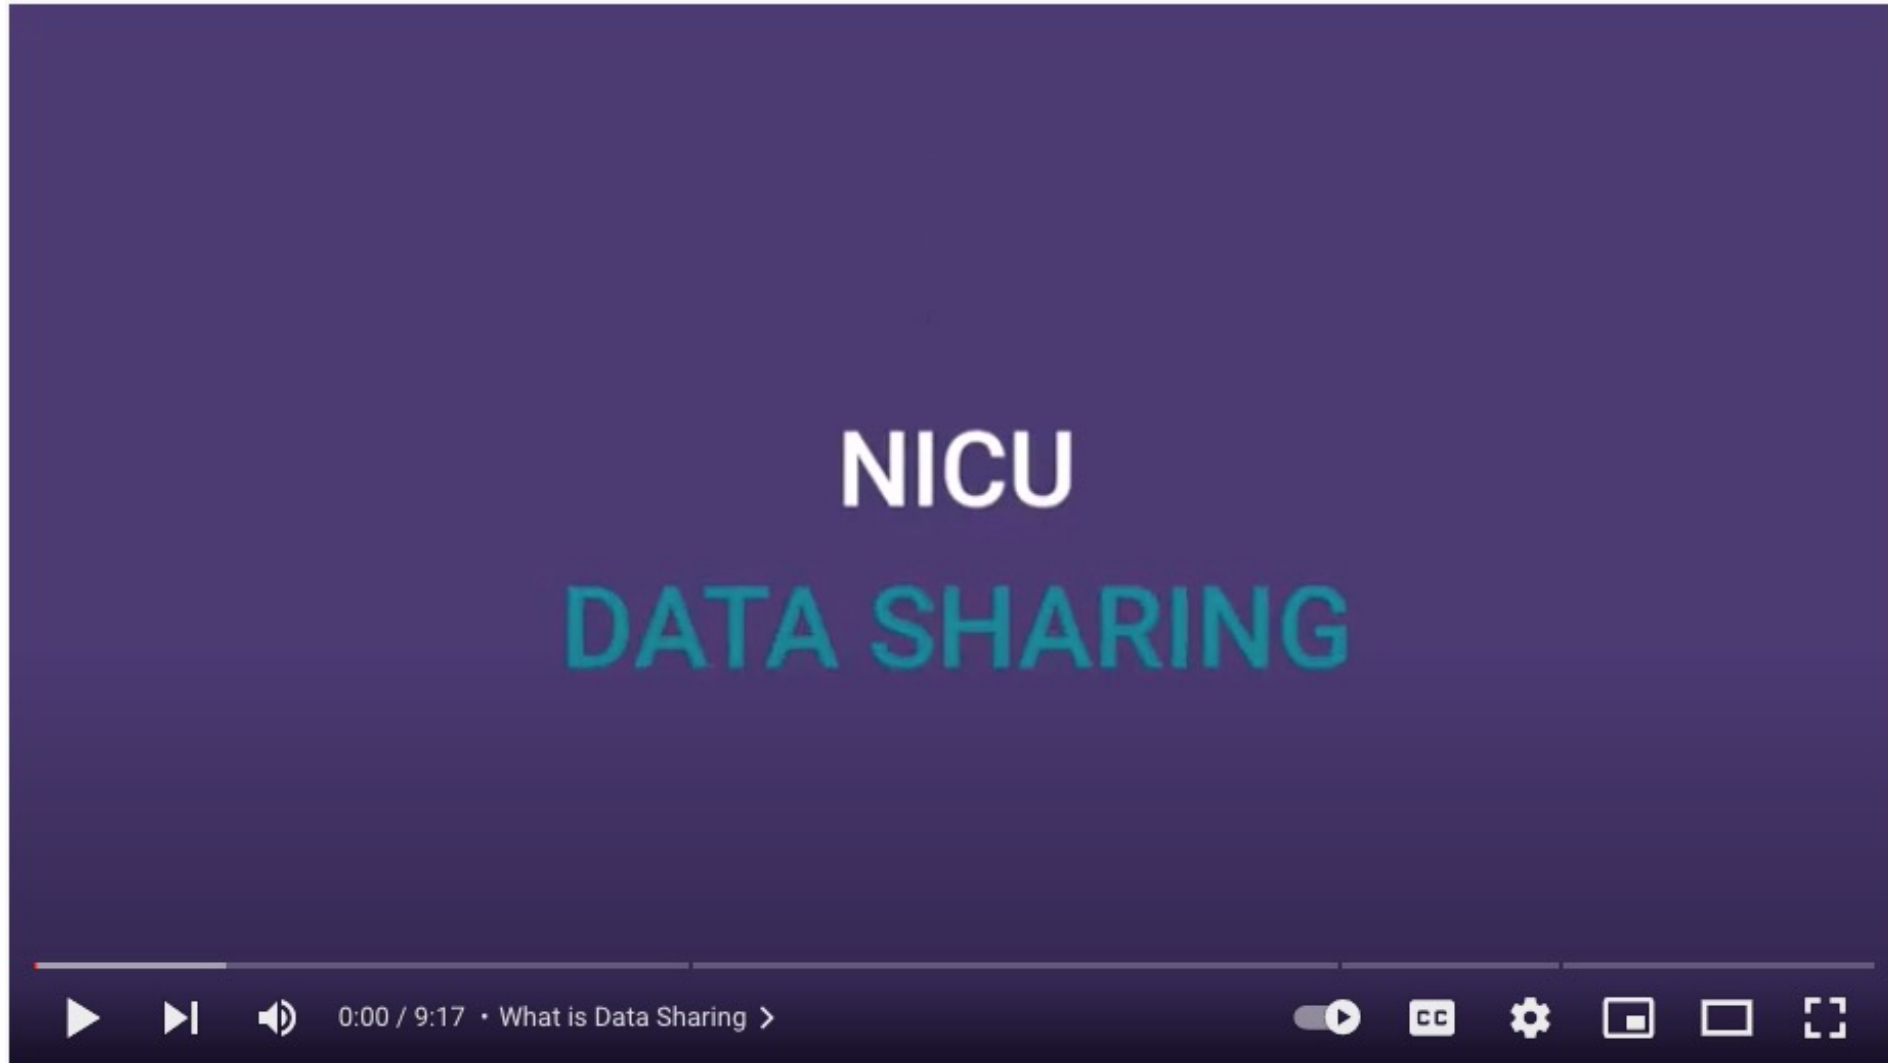 NICU
DATA SHARING
0:00 / 9:17 • What is Data Sharing >
CC